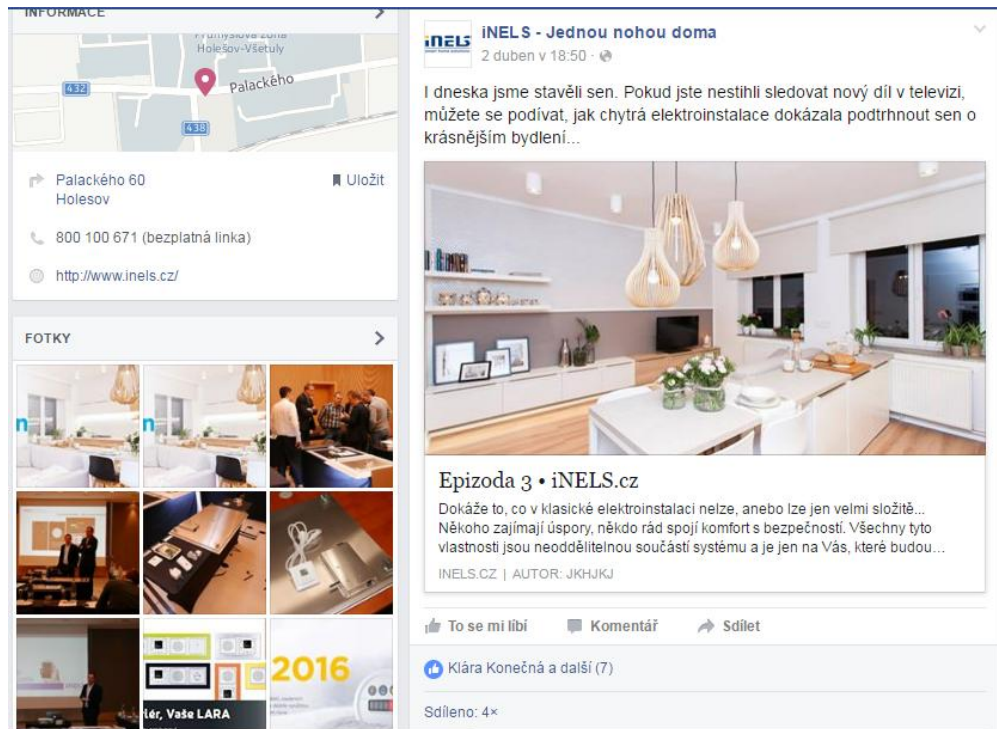 INFORMACE
Průmyslová zóna
Holešov-Všetuly
Palackého
432
438
Palackého 60
Holesov
Uložit
800 100 671 (bezplatná linka)
http://www.inels.cz/
FOTKY
n
n
lér, Vaše LARA
2016
iNELS
iNELS - Jednou nohou doma
2 duben v 18:50 ·
I dneska jsme stavěli sen. Pokud jste nestihli sledovat nový díl v televizi,
můžete se podívat, jak chytrá elektroinstalace dokázala podtrhnout sen o
krásnějším bydlení...
Epizoda 3 • iNELS.cz
Dokáže to, co v klasické elektroinstalaci nelze, anebo lze jen velmi složitě...
Někoho zajímají úspory, někdo rád spojí komfort s bezpečností. Všechny tyto
vlastnosti jsou neoddělitelnou součástí systému a je jen na Vás, které budou...
INELS.CZ | AUTOR: JKHJKJ
To se mi líbí
Komentář
Sdílet
Klára Konečná a další (7)
Sdíleno: 4×